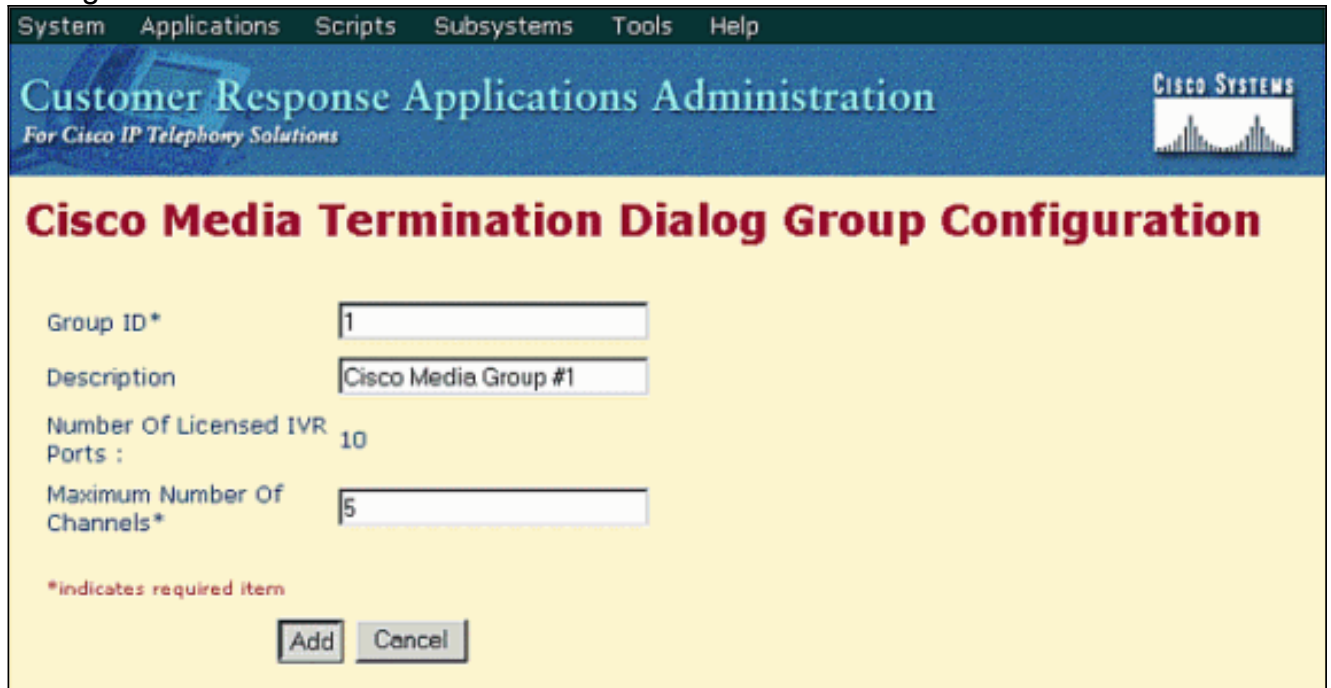 System Applications Scripts Subsystems Tools Help
Customer Response Applications Administration
For Cisco IP Telephony Solutions
CISCO SYSTEMS
Cisco Media Termination Dialog Group Configuration
Group ID* 1
Description Cisco Media Group #1
Number Of Licensed IVR
Ports : 10
Maximum Number Of
Channels* 5
*indicates required item
Add Cancel